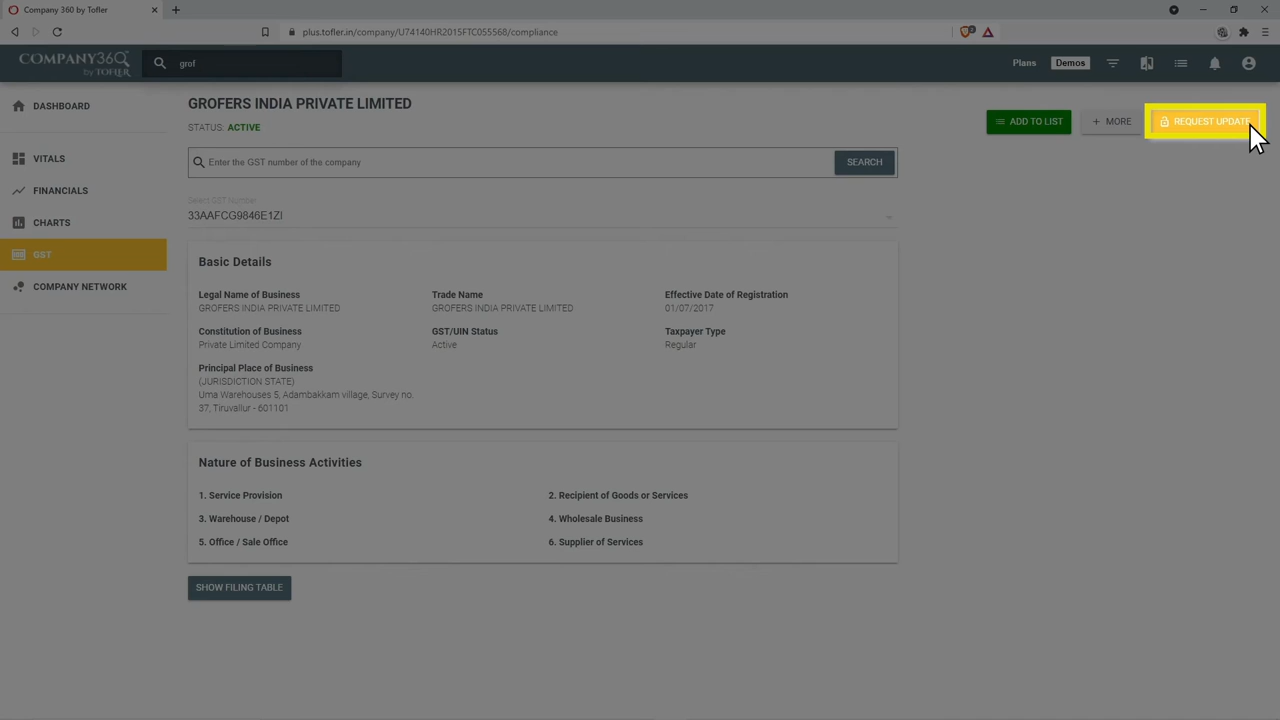 Company 360 by Tofler
plus.tofler.in/company/U74140HR2015FTC055568/compliance
COMPANY360
by TOFLER
grof
Plans
Demos
DASHBOARD
VITALS
FINANCIALS
CHARTS
GST
COMPANY NETWORK
GROFERS INDIA PRIVATE LIMITED
STATUS: ACTIVE
ADD TO LIST
+ MORE
REQUEST UPDATE
Enter the GST number of the company
SEARCH
Select GST Number
33AAFCG9846E1ZI
Basic Details
Legal Name of Business
GROFERS INDIA PRIVATE LIMITED
Trade Name
GROFERS INDIA PRIVATE LIMITED
Effective Date of Registration
01/07/2017
Constitution of Business
Private Limited Company
GST/UIN Status
Active
Taxpayer Type
Regular
Principal Place of Business
(JURISDICTION STATE)
Uma Warehouses 5, Adambakkam village, Survey no.
37, Tiruvallur - 601101
Nature of Business Activities
1. Service Provision
2. Recipient of Goods or Services
3. Warehouse / Depot
4. Wholesale Business
5. Office / Sale Office
6. Supplier of Services
SHOW FILING TABLE